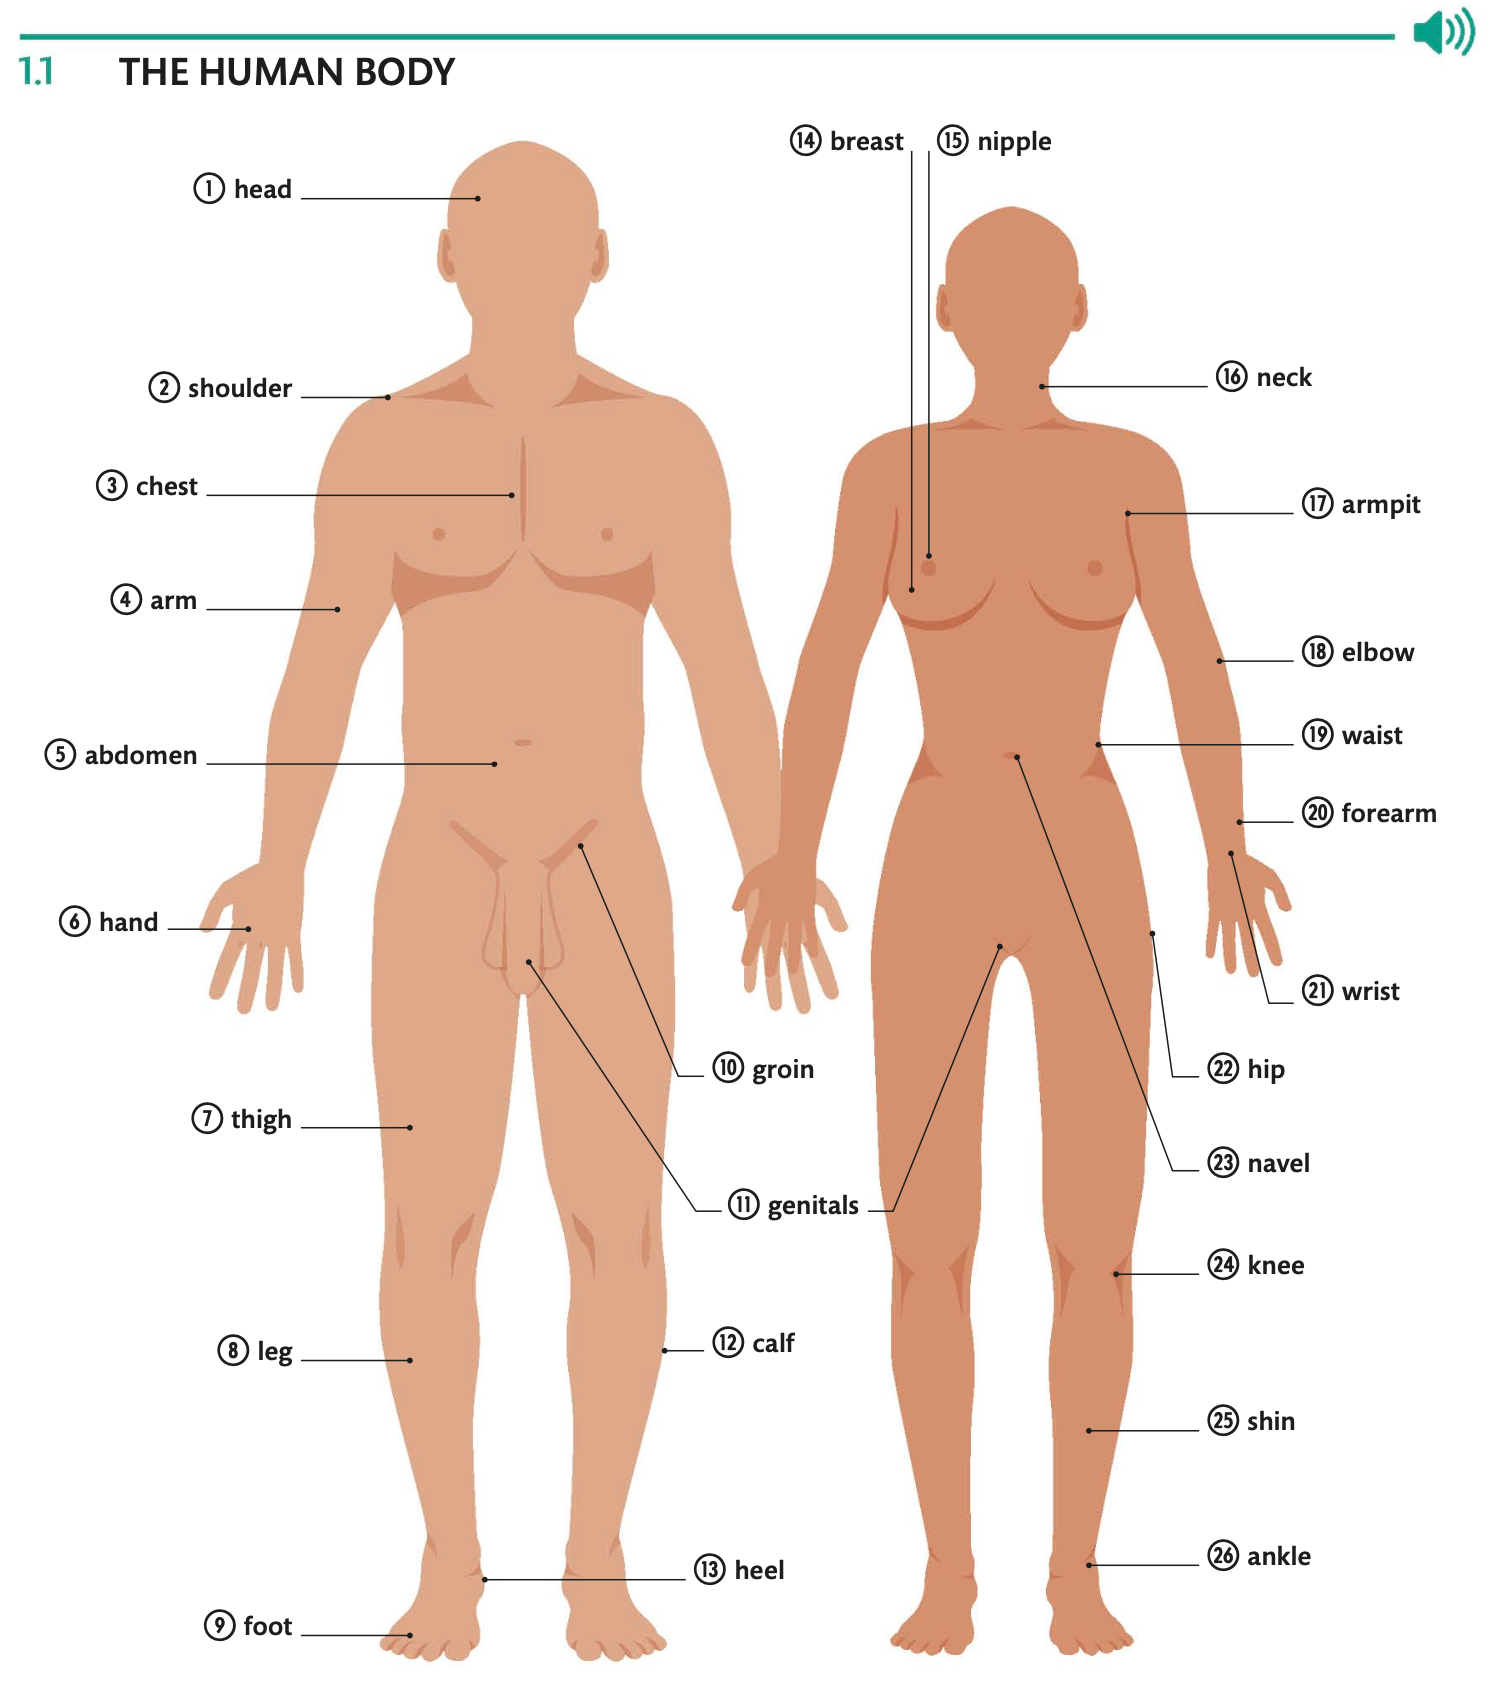 1.1 THE HUMAN BODY
1 head
2 shoulder
3 chest
4 arm
5 abdomen
6 hand
7 thigh
8 leg
9 foot
10 groin
11 genitals
12 calf
13 heel
14 breast
15 nipple
16 neck
17 armpit
18 elbow
19 waist
20 forearm
21 wrist
22 hip
23 navel
24 knee
25 shin
26 ankle